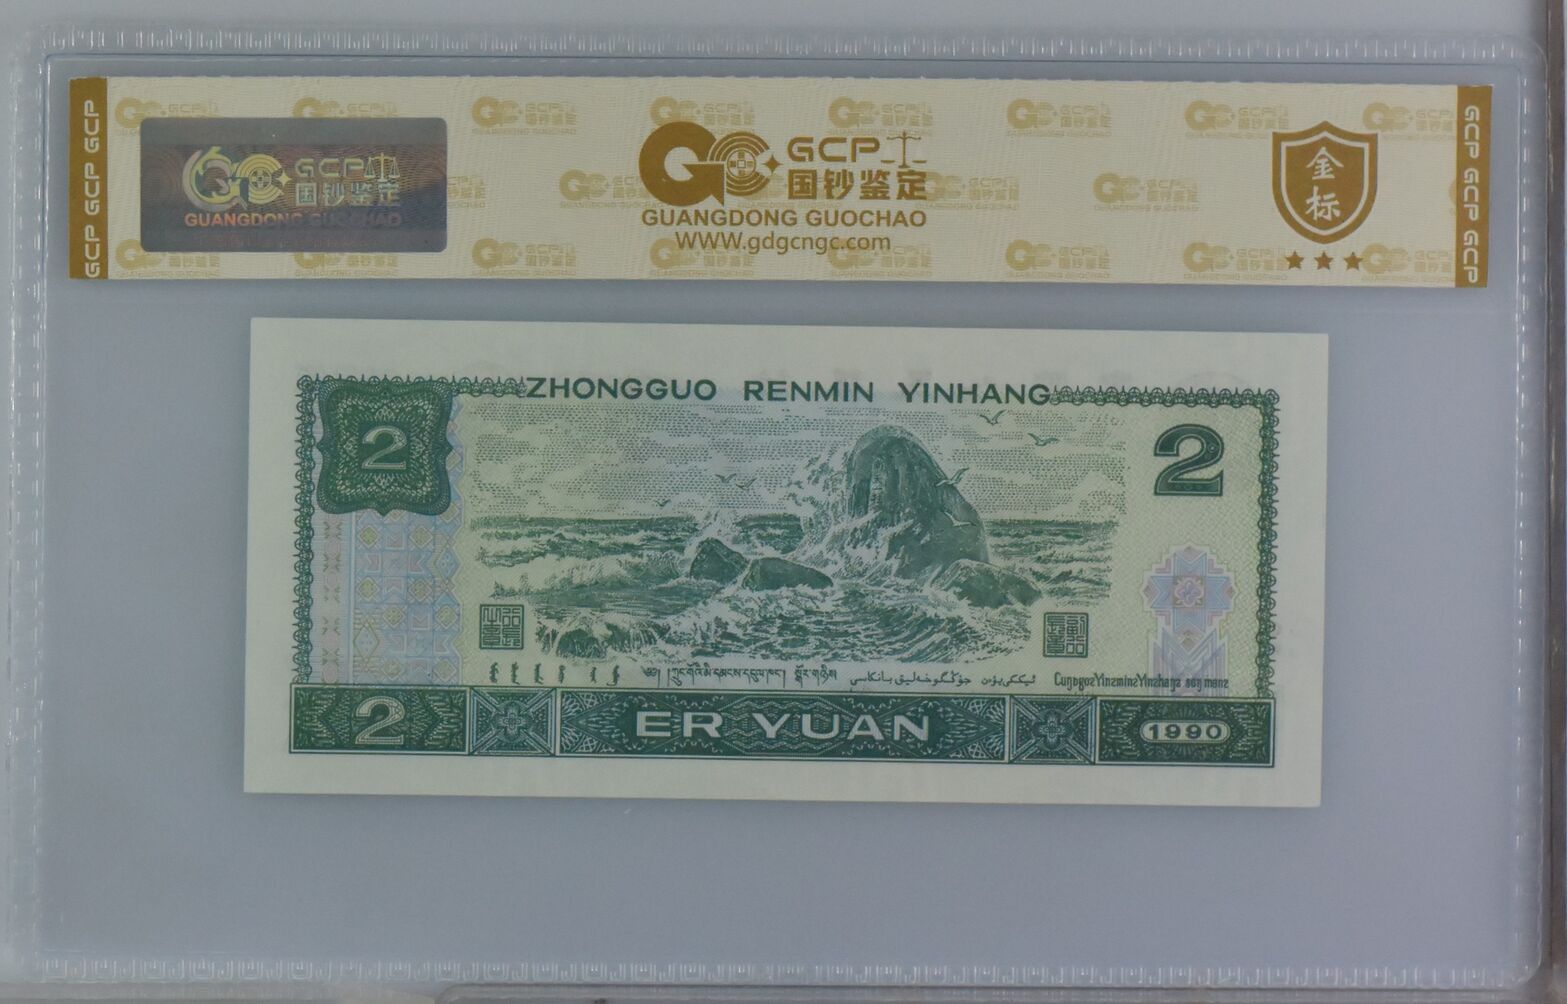 GCP GCP GCP
GCP
国钞鉴定
GUANGDONG GUOCHAO
GCP
国钞鉴定
GUANGDONG GUOCHAO
WWW.gdgcngc.com
金
标
GCP GCP GCP
ZHONGGUO RENMIN YINHANG
2
2
2
ER YUAN
1990